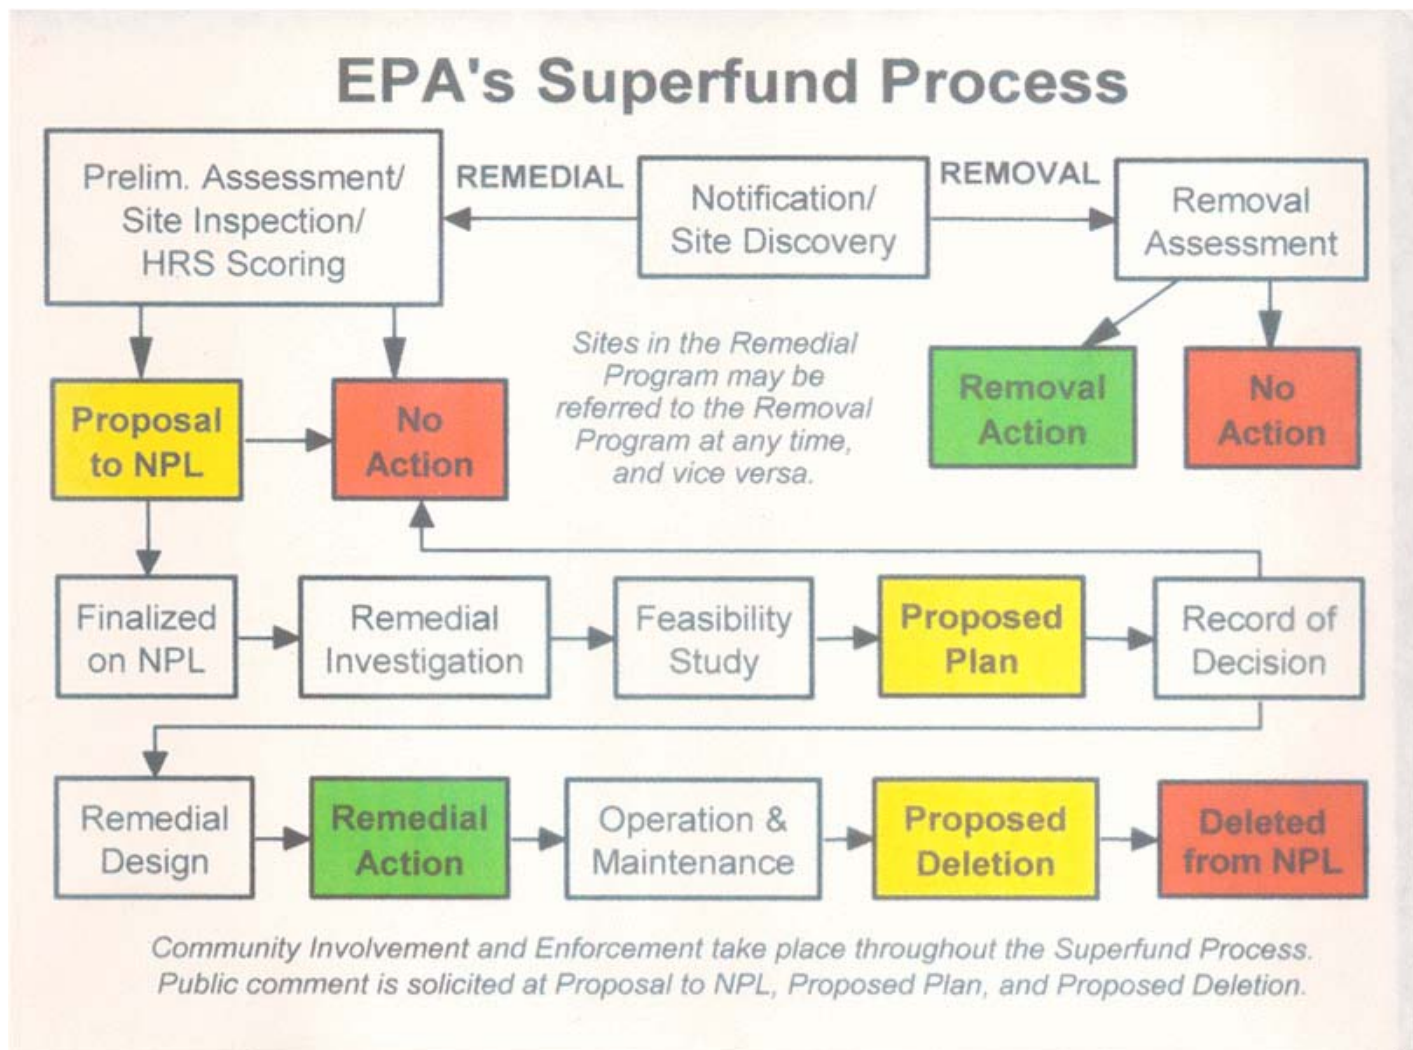 EPA's Superfund Process
Prelim. Assessment/
Site Inspection/
HRS Scoring
REMEDIAL
Notification/
Site Discovery
REMOVAL
Removal
Assessment
Proposal
to NPL
No
Action
Sites in the Remedial
Program may be
referred to the Removal
Program at any time,
and vice versa.
Removal
Action
No
Action
Finalized
on NPL
Remedial
Investigation
Feasibility
Study
Proposed
Plan
Record of
Decision
Remedial
Design
Remedial
Action
Operation &
Maintenance
Proposed
Deletion
Deleted
from NPL
Community Involvement and Enforcement take place throughout the Superfund Process.
Public comment is solicited at Proposal to NPL, Proposed Plan, and Proposed Deletion.